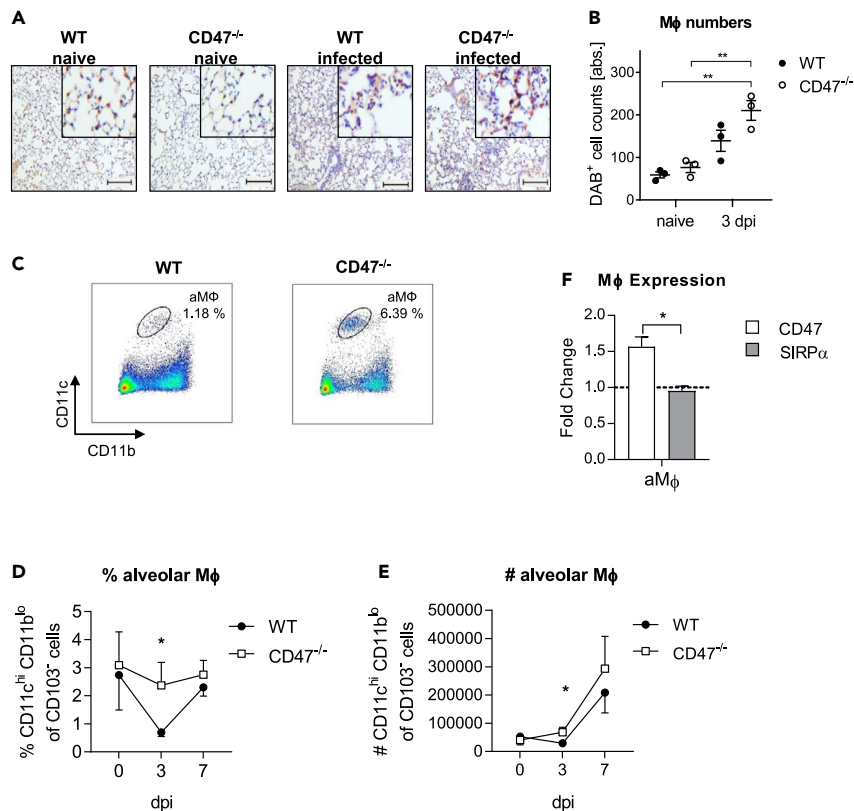 A
WT
naive
CD47-/-
naive
WT
infected
CD47-/-
infected
B
Mϕ numbers
DAB+ cell counts [abs.]
300
200
100
0
naive
3 dpi
**
**
WT
CD47-/-
C
WT
CD47-/-
aMΦ
1.18 %
aMΦ
6.39 %
CD11c
CD11b
F
Mϕ Expression
Fold Change
2.0
1.5
1.0
0.5
0.0
*
aMϕ
CD47
SIRPα
D
% alveolar Mϕ
% CD11chi CD11blo
of CD103- cells
5
4
3
2
1
0
*
0
3
7
dpi
WT
CD47-/-
E
# alveolar Mϕ
# CD11chi CD11blo
of CD103- cells
500000
400000
300000
200000
100000
0
*
0
3
7
dpi
WT
CD47-/-